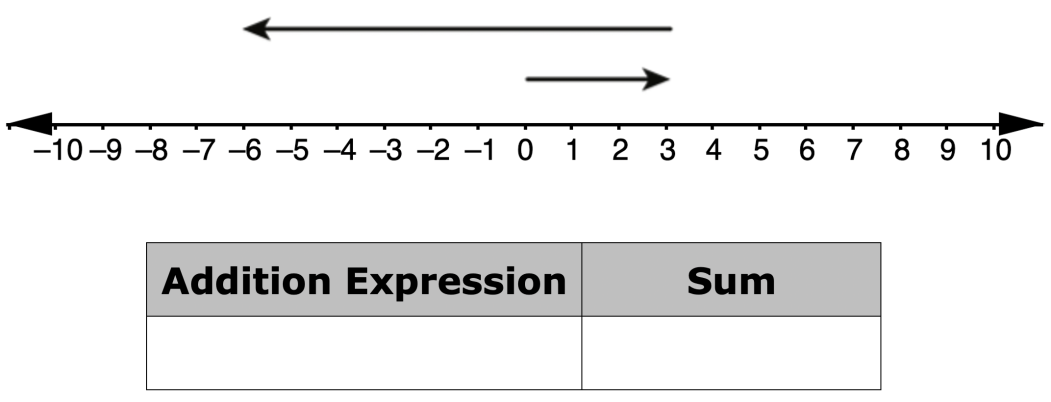 –10 –9 –8 –7 –6 –5 –4 –3 –2 –1 0 1 2 3 4 5 6 7 8 9 10
Addition Expression Sum